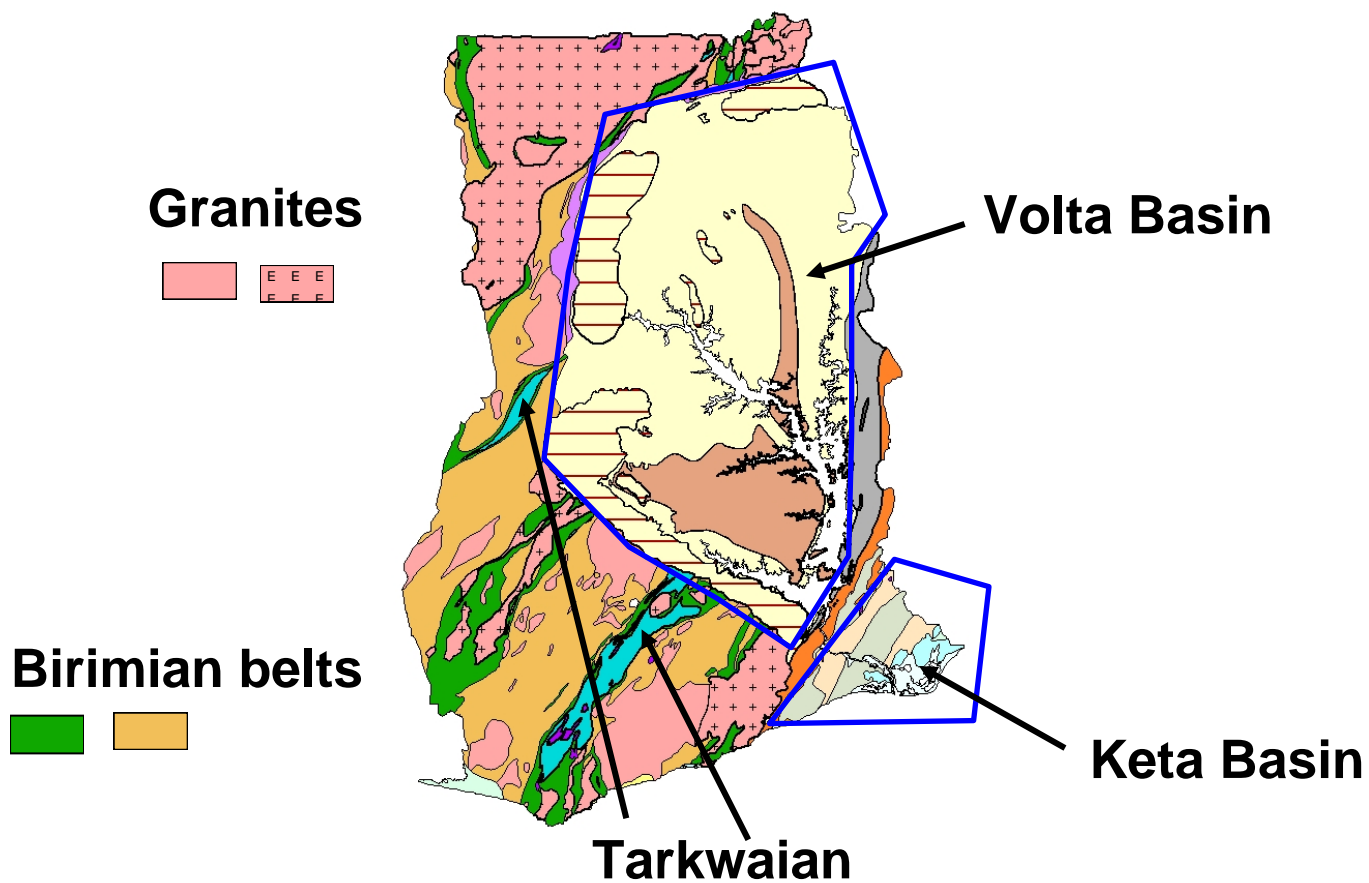 Granites
E E E
E E E
Volta Basin
Birimian belts
Keta Basin
Tarkwaian